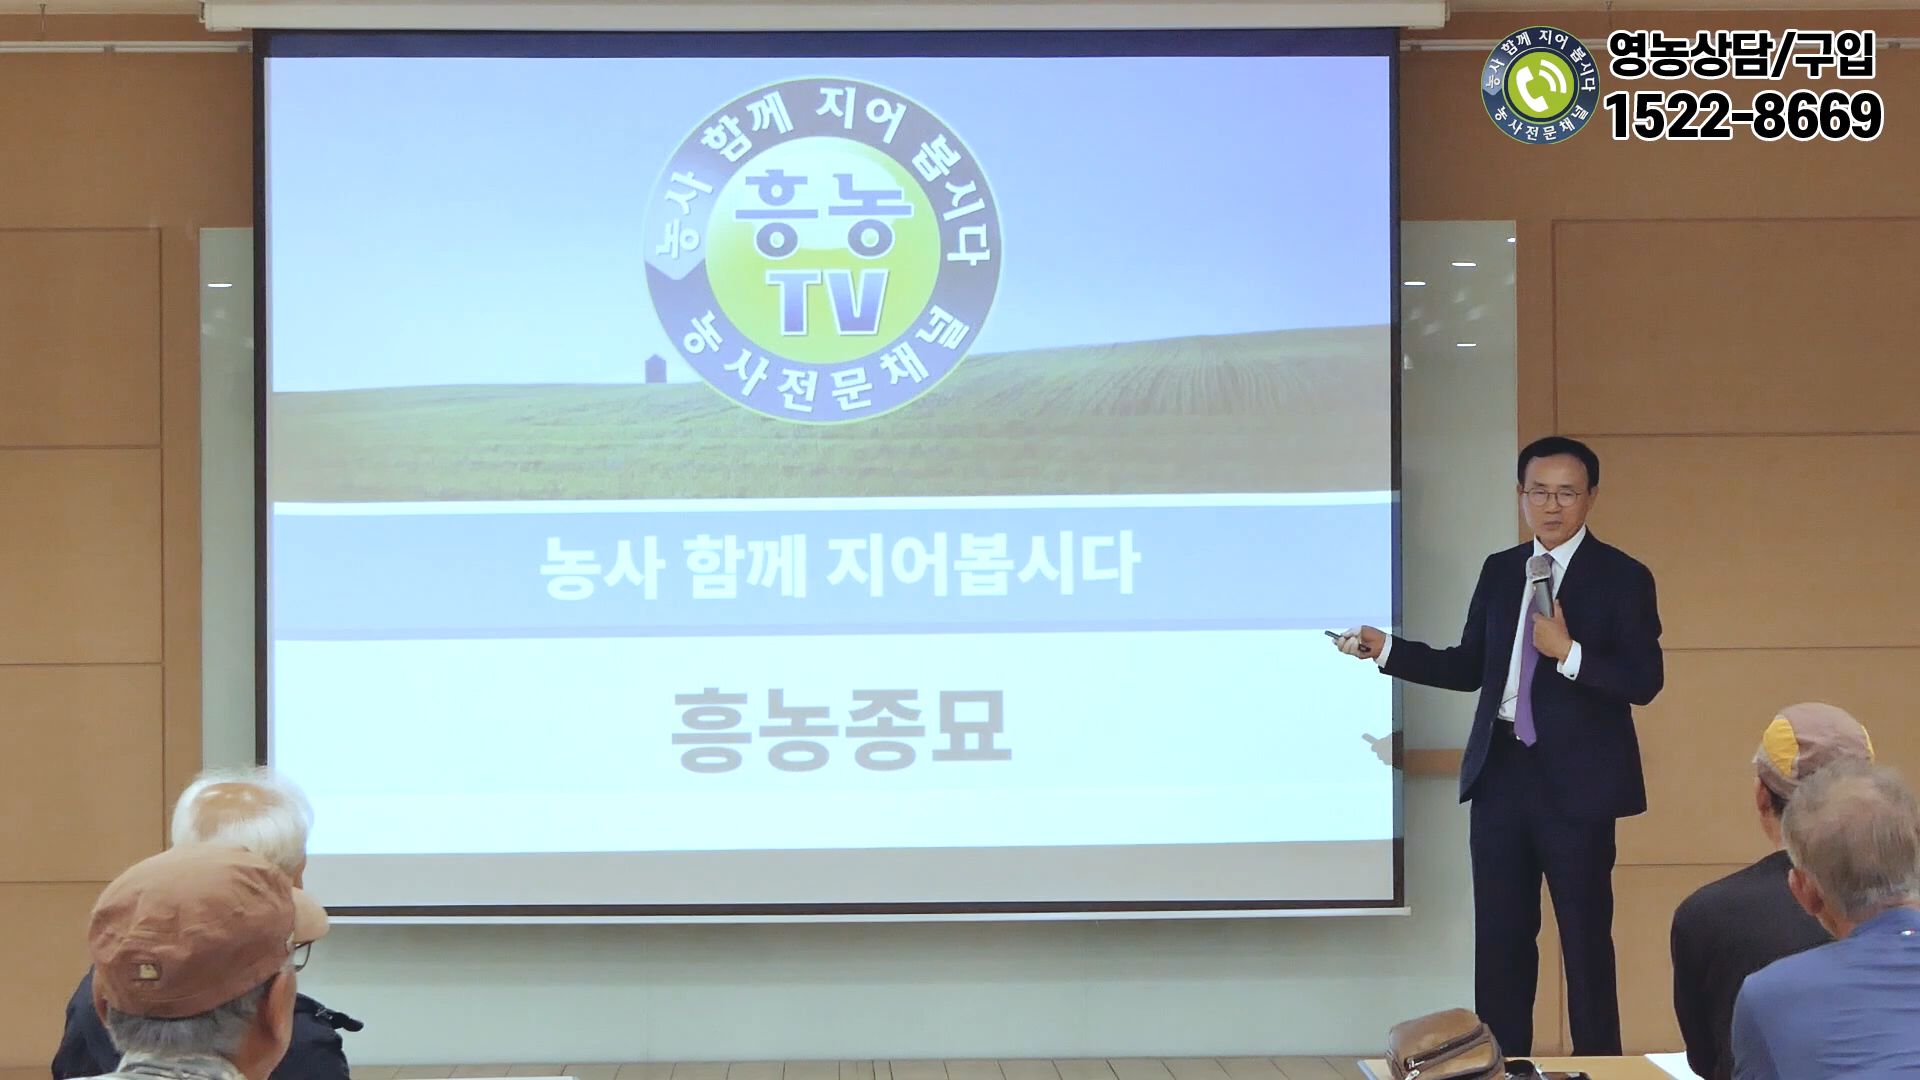 농사 함께 지어 봅시다
농사전문채널
영농상담/구입
1522-8669
농사 함께 지어 봅시다
흥농
TV
농사전문채널
농사 함께 지어봅시다
흥농종묘